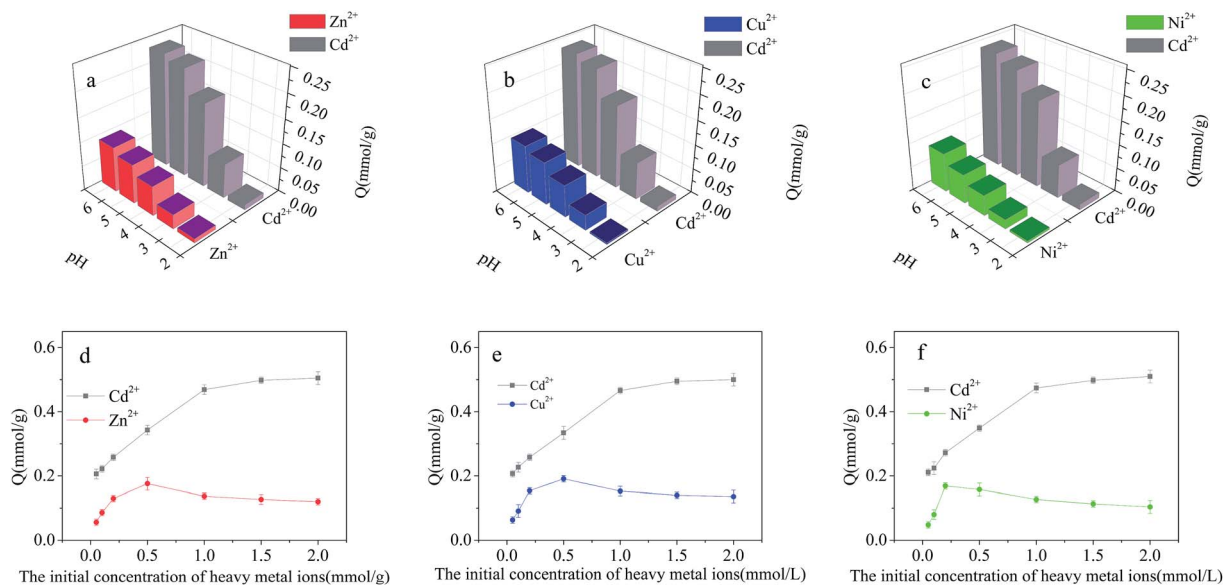 a
Zn2+
Cd2+
0.25
0.20
0.15
0.10
0.05
0.00
Q(mmol/g)
6
5
4
3
2
pH
Zn2+
Cd2+
b
Cu2+
Cd2+
0.25
0.20
0.15
0.10
0.05
0.00
Q(mmol/g)
6
5
4
3
2
pH
Cu2+
Cd2+
c
Ni2+
Cd2+
0.25
0.20
0.15
0.10
0.05
0.00
Q(mmol/g)
6
5
4
3
2
pH
Ni2+
Cd2+
d
Cd2+
Zn2+
0.6
0.4
0.2
0.0
Q(mmol/g)
0.0 0.5 1.0 1.5 2.0
The initial concentration of heavy metal ions(mmol/g)
e
Cd2+
Cu2+
0.6
0.4
0.2
0.0
Q(mmol/g)
0.0 0.5 1.0 1.5 2.0
The initial concentration of heavy metal ions(mmol/L)
f
Cd2+
Ni2+
0.6
0.4
0.2
0.0
Q(mmol/g)
0.0 0.5 1.0 1.5 2.0
The initial concentration of heavy metal ions(mmol/L)